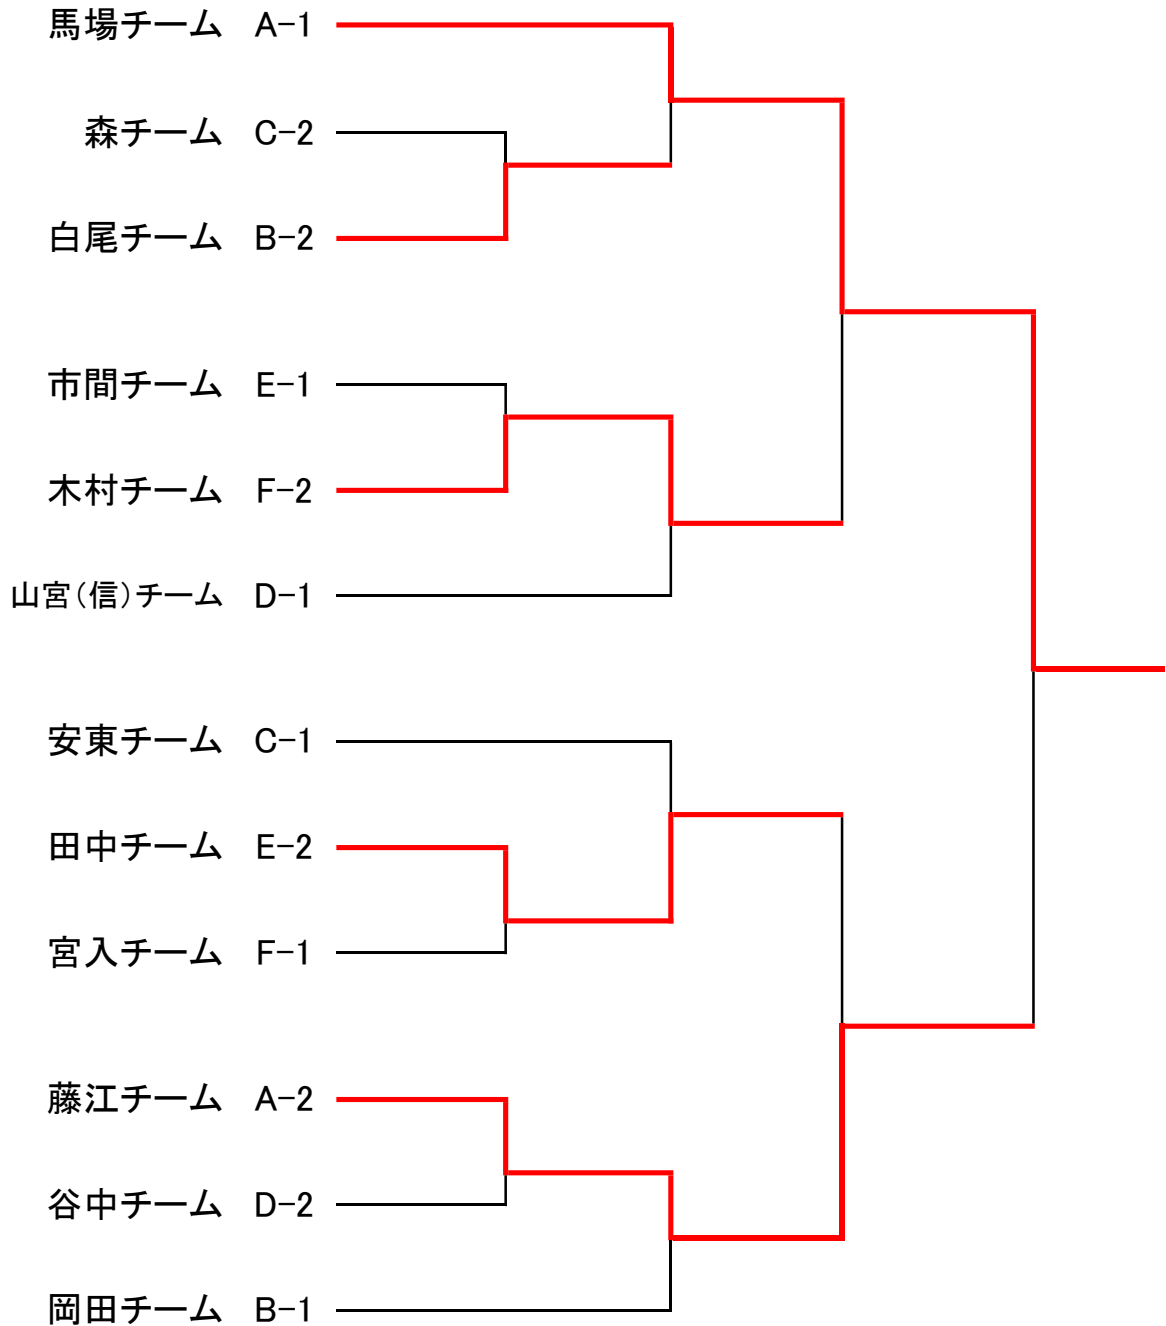 馬場チーム A-1
森チーム C-2
白尾チーム B-2
市間チーム E-1
木村チーム F-2
山宮（信）チーム D-1
安東チーム C-1
田中チーム E-2
宮入チーム F-1
藤江チーム A-2
谷中チーム D-2
岡田チーム B-1